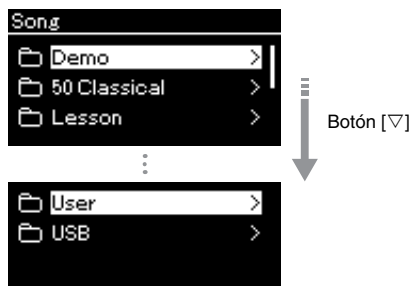 Song
Demo >
50 Classical >
Lesson >
Botón [▽]
User >
USB >